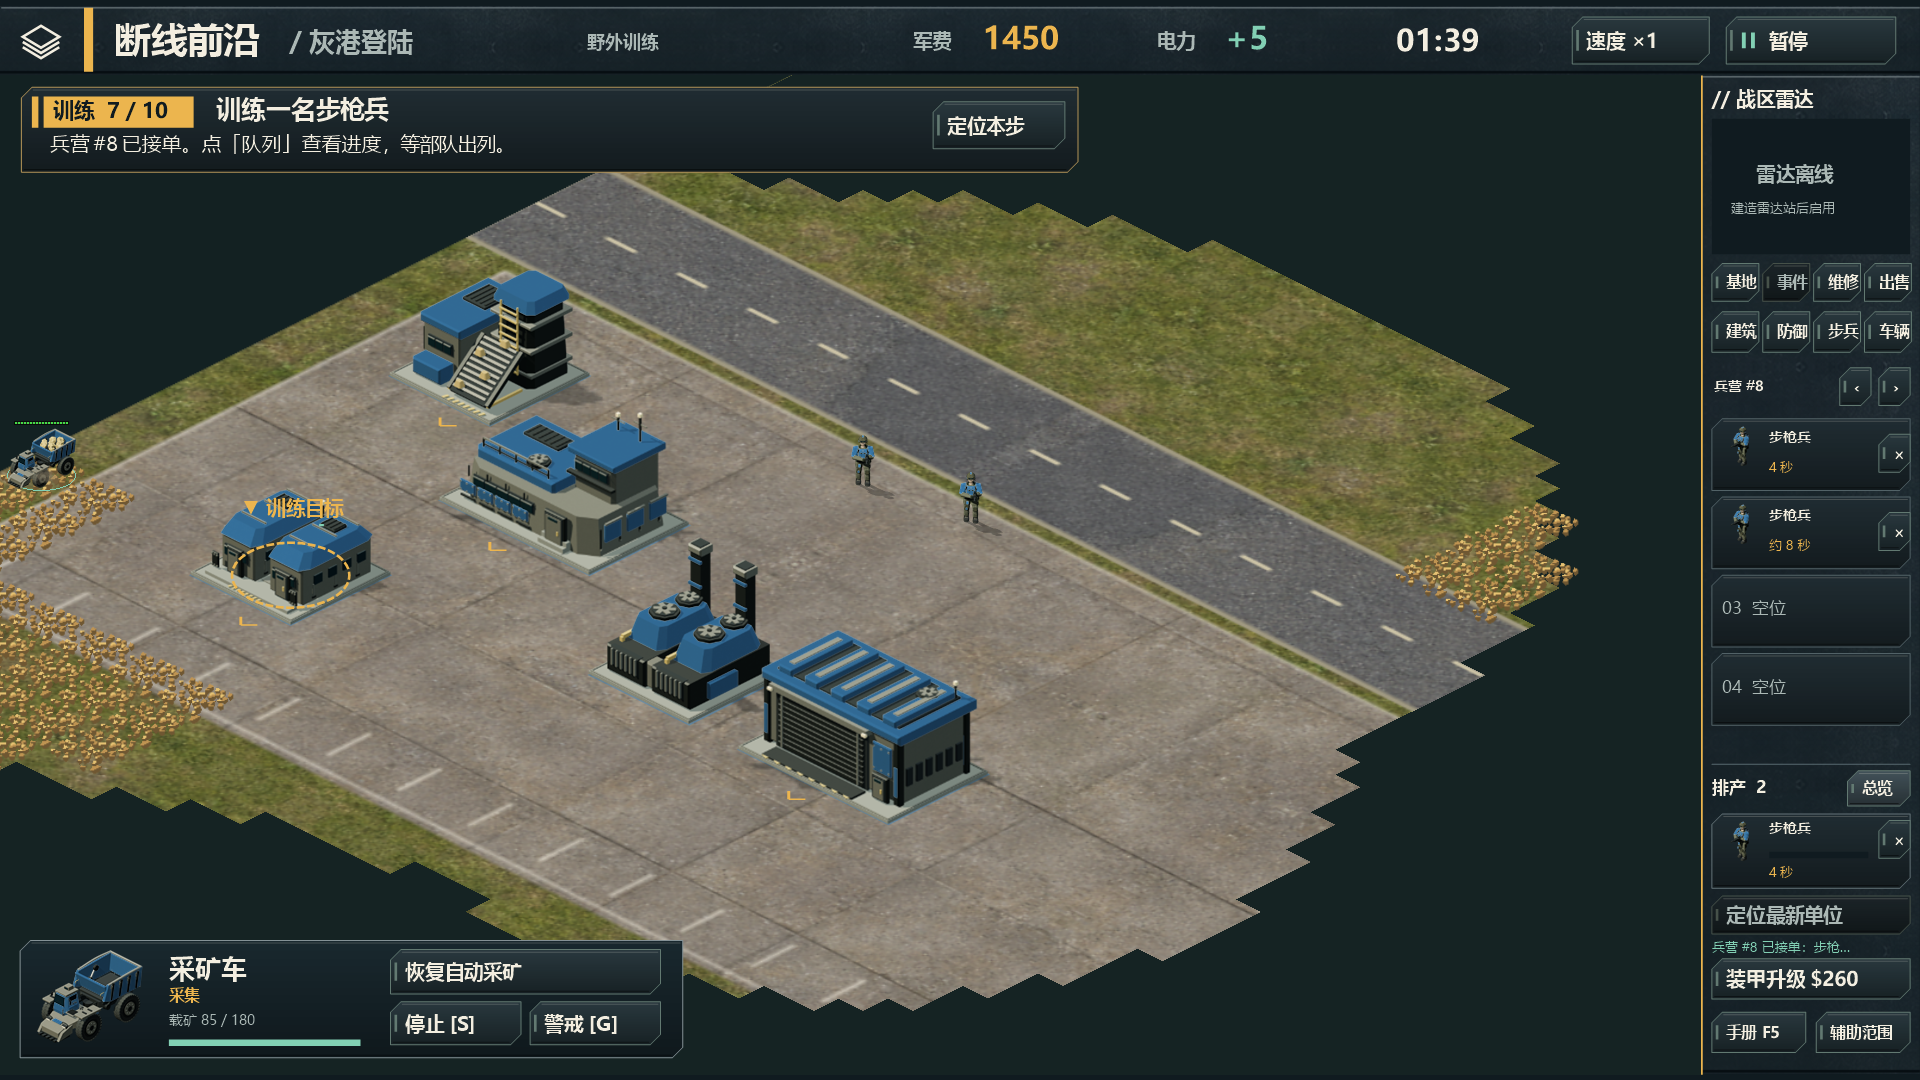 断线前沿 / 灰港登陆
野外训练
军费 1450
电力 +5
01:39
速度 ×1
暂停
训练 7 / 10 训练一名步枪兵
兵营 #8 已接单。点「队列」查看进度，等部队出列。
定位本步
// 战区雷达
雷达离线
建造雷达站后启用
基地 事件 维修 出售
建筑 防御 步兵 车辆
兵营 #8 ‹ ›
步枪兵
4 秒
×
步枪兵
约 8 秒
×
03 空位
04 空位
排产 2 总览
步枪兵
4 秒
×
定位最新单位
兵营 #8 已接单：步枪...
装甲升级 $260
手册 F5 辅助范围
训练目标
采矿车
采集
载矿 85 / 180
恢复自动采矿
停止 [S] 警戒 [G]